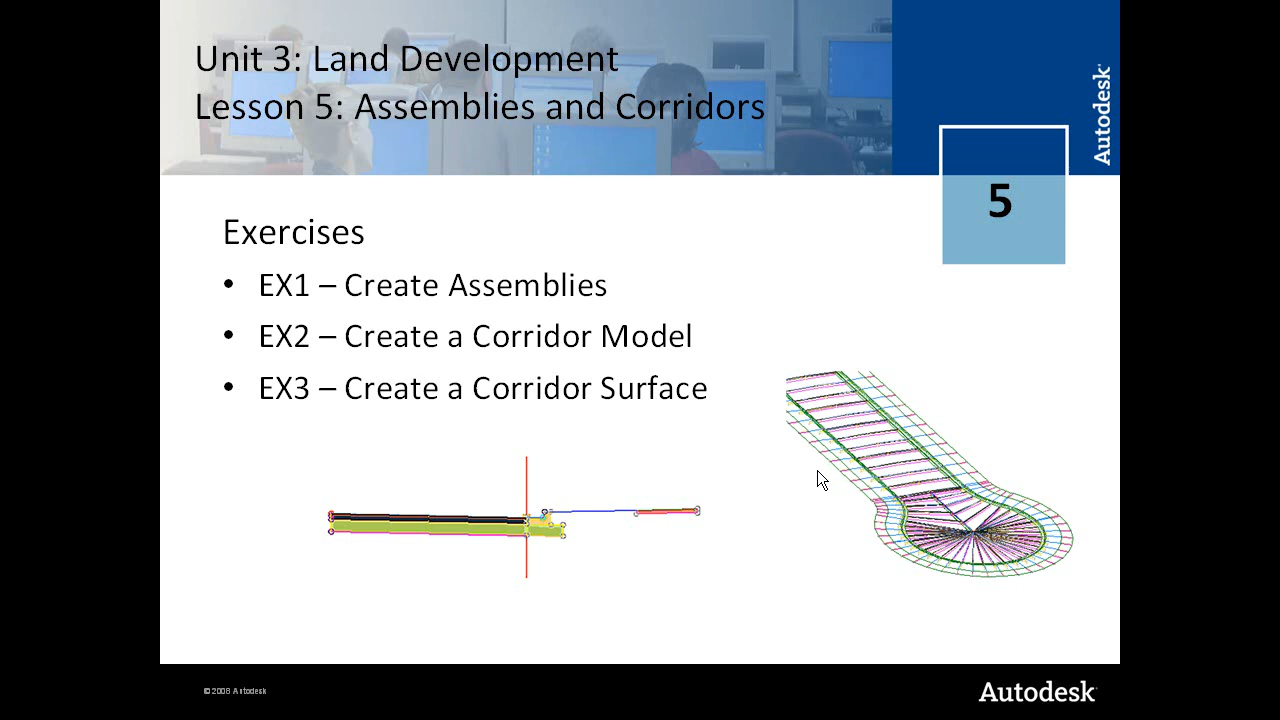 Unit 3: Land Development
Lesson 5: Assemblies and Corridors
Autodesk
5
Exercises
• EX1 – Create Assemblies
• EX2 – Create a Corridor Model
• EX3 – Create a Corridor Surface
© 2008 Autodesk
Autodesk